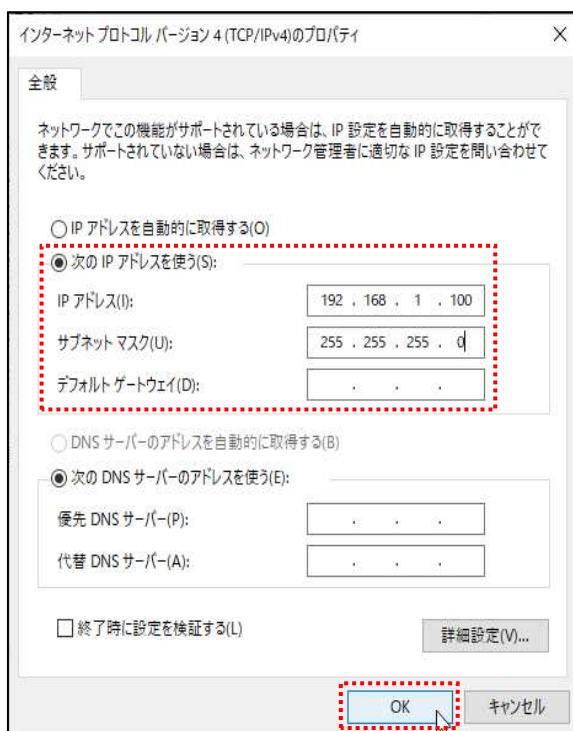 インターネット プロトコル バージョン 4 (TCP/IPv4)のプロパティ
全般
ネットワークでこの機能がサポートされている場合は、IP 設定を自動的に取得することがで
きます。サポートされていない場合は、ネットワーク管理者に適切な IP 設定を問い合わせて
ください。
IP アドレスを自動的に取得する(O)
次の IP アドレスを使う(S):
IP アドレス(I): 192 . 168 . 1 . 100
サブネット マスク(U): 255 . 255 . 255 . 0
デフォルト ゲートウェイ(D): . . .
DNS サーバーのアドレスを自動的に取得する(B)
次の DNS サーバーのアドレスを使う(E):
優先 DNS サーバー(P): . . .
代替 DNS サーバー(A): . . .
終了時に設定を検証する(L)
詳細設定(V)...
OK キャンセル